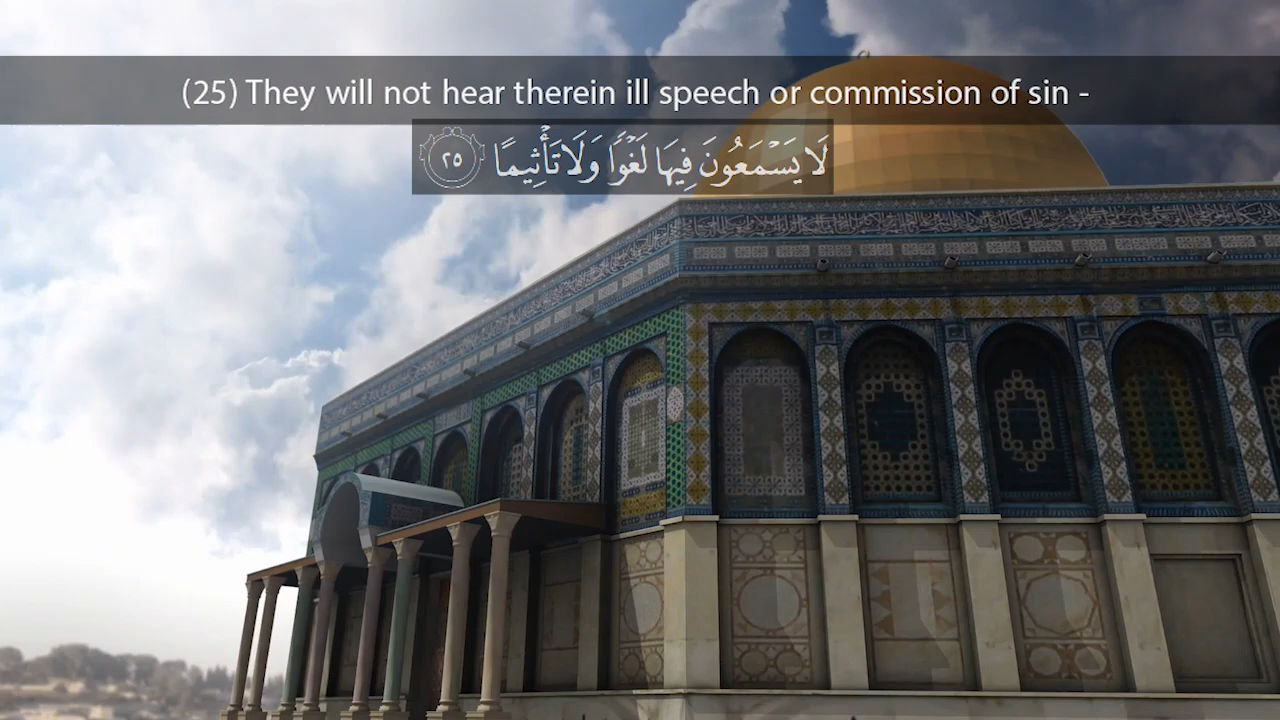 (25) They will not hear therein ill speech or commission of sin -
لَا يَسْمَعُونَ فِيهَا لَغْوًا وَلَا تَأْثِيمًا ٢٥